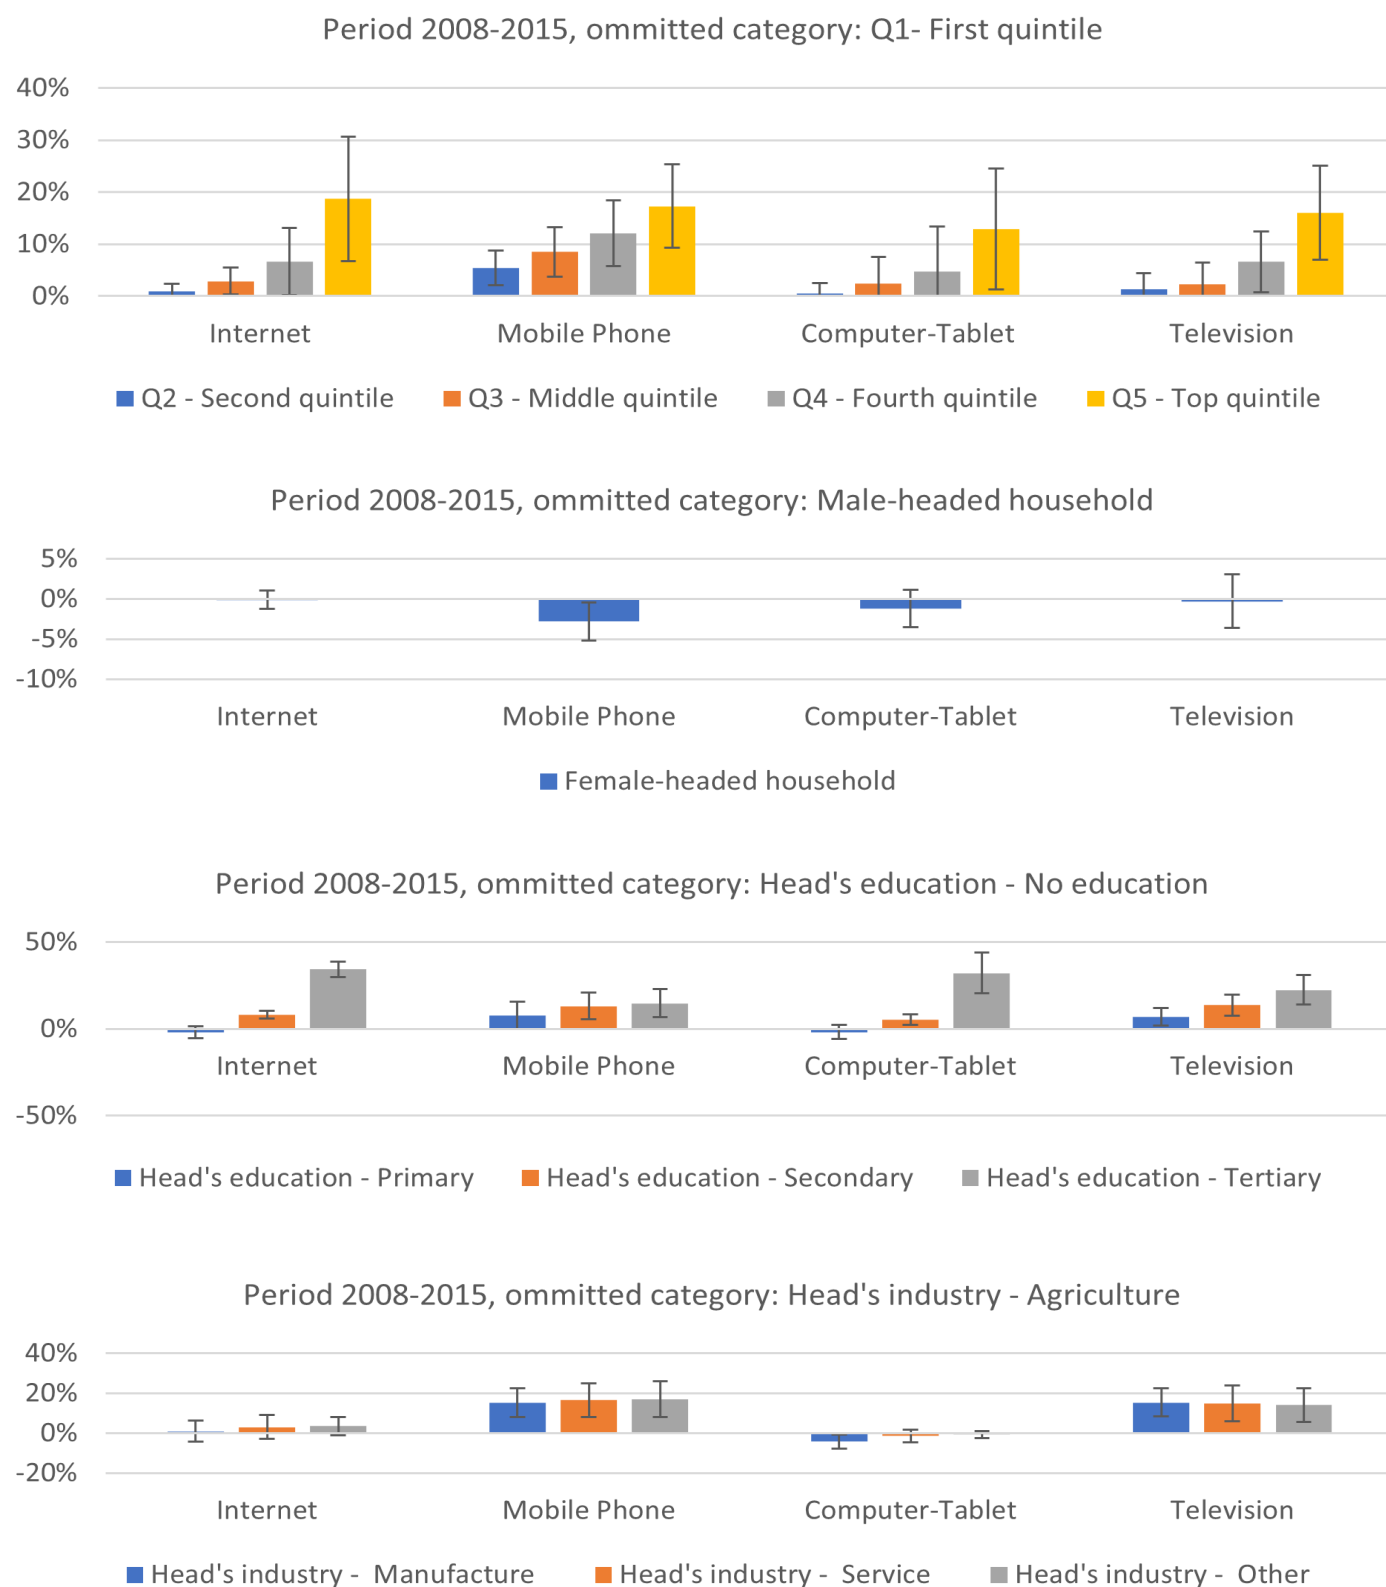 Period 2008-2015, ommitted category: Q1- First quintile
40%
30%
20%
10%
0%
Internet Mobile Phone Computer-Tablet Television
Q2 - Second quintile Q3 - Middle quintile Q4 - Fourth quintile Q5 - Top quintile
Period 2008-2015, ommitted category: Male-headed household
5%
0%
-5%
-10%
Internet Mobile Phone Computer-Tablet Television
Female-headed household
Period 2008-2015, ommitted category: Head's education - No education
50%
0%
Internet Mobile Phone Computer-Tablet Television
-50%
Head's education - Primary Head's education - Secondary Head's education - Tertiary
Period 2008-2015, ommitted category: Head's industry - Agriculture
40%
20%
0%
-20%
Internet Mobile Phone Computer-Tablet Television
Head's industry -  Manufacture Head's industry -  Service Head's industry -  Other